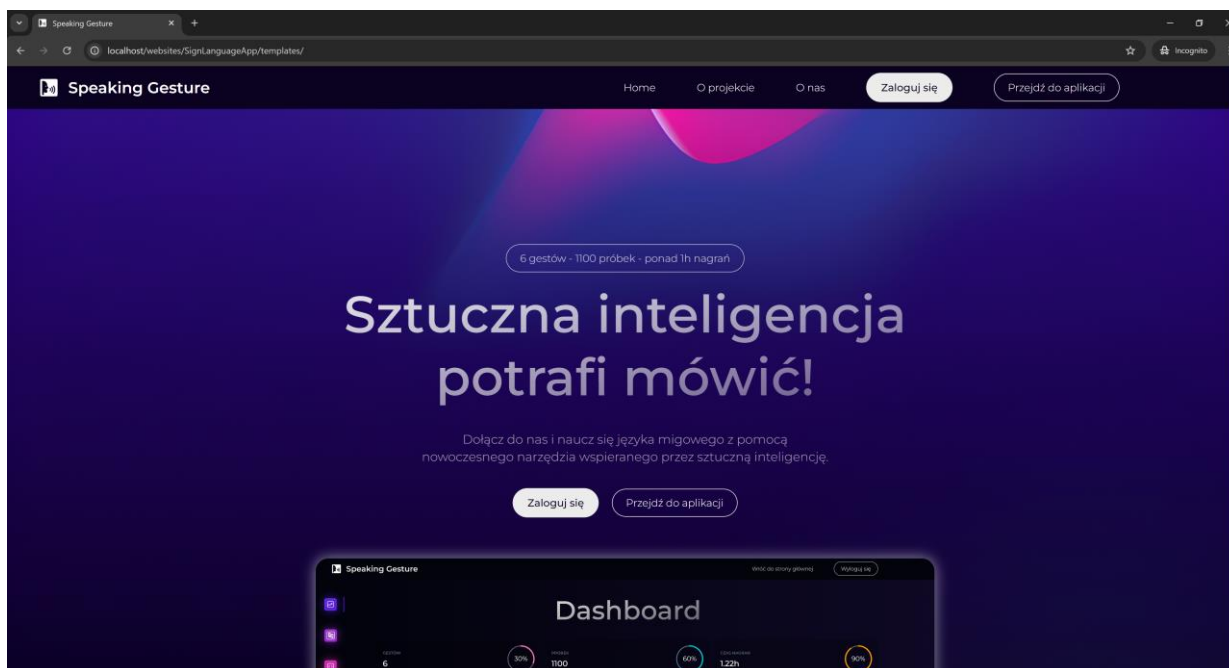 Speaking Gesture
localhost/websites/SignLanguageApp/templates/
Incognito
Speaking Gesture
Home
O projekcie
O nas
Zaloguj się
Przejdź do aplikacji
6 gestów - 1100 próbek - ponad 1h nagrań
Sztuczna inteligencja
potrafi mówić!
Dołącz do nas i naucz się języka migowego z pomocą
nowoczesnego narzędzia wspieranego przez sztuczną inteligencję.
Zaloguj się
Przejdź do aplikacji
Speaking Gesture
Wróć do strony głównej
Wyloguj się
Dashboard
6
30%
1100
60%
1.22h
90%